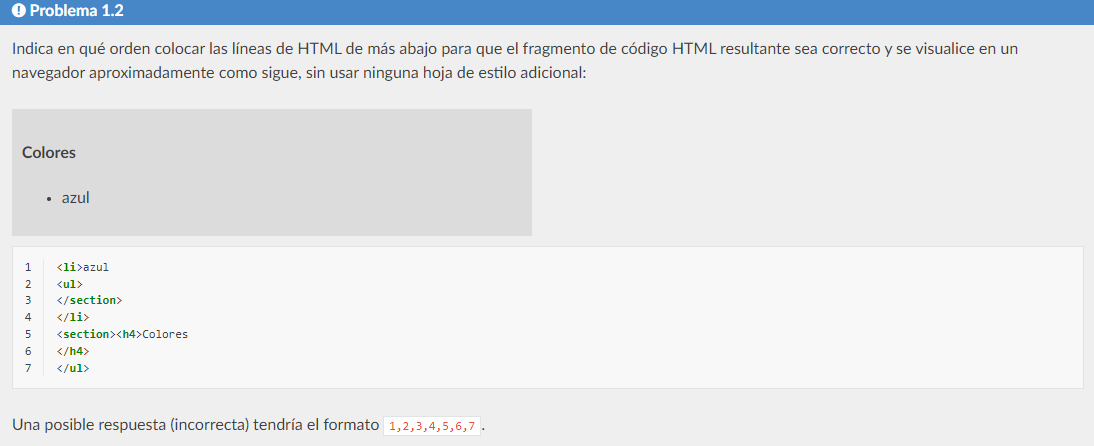 Problema 1.2
Indica en qué orden colocar las líneas de HTML de más abajo para que el fragmento de código HTML resultante sea correcto y se visualice en un
navegador aproximadamente como sigue, sin usar ninguna hoja de estilo adicional:
Colores
• azul
1 <li>azul
2 <ul>
3 </section>
4 </li>
5 <section><h4>Colores
6 </h4>
7 </ul>
Una posible respuesta (incorrecta) tendría el formato 1,2,3,4,5,6,7 .